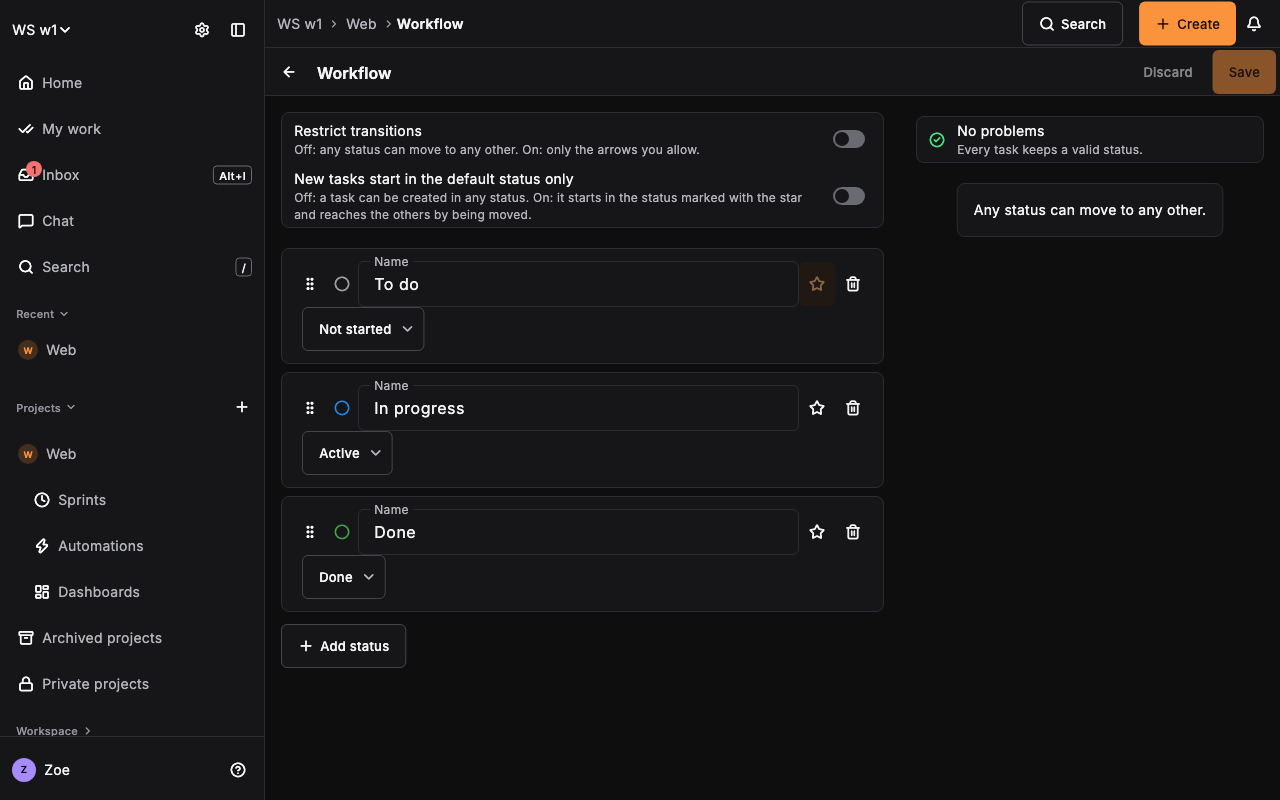 WS w1
Home
My work
1
Inbox
Alt+I
Chat
Search
/
Recent
W
Web
Projects
W
Web
Sprints
Automations
Dashboards
Archived projects
Private projects
Workspace
Z
Zoe
WS w1
Web
Workflow
Search
Create
Workflow
Discard
Save
Restrict transitions
Off: any status can move to any other. On: only the arrows you allow.
New tasks start in the default status only
Off: a task can be created in any status. On: it starts in the status marked with the star
and reaches the others by being moved.
Name
To do
Not started
Name
In progress
Active
Name
Done
Done
Add status
No problems
Every task keeps a valid status.
Any status can move to any other.